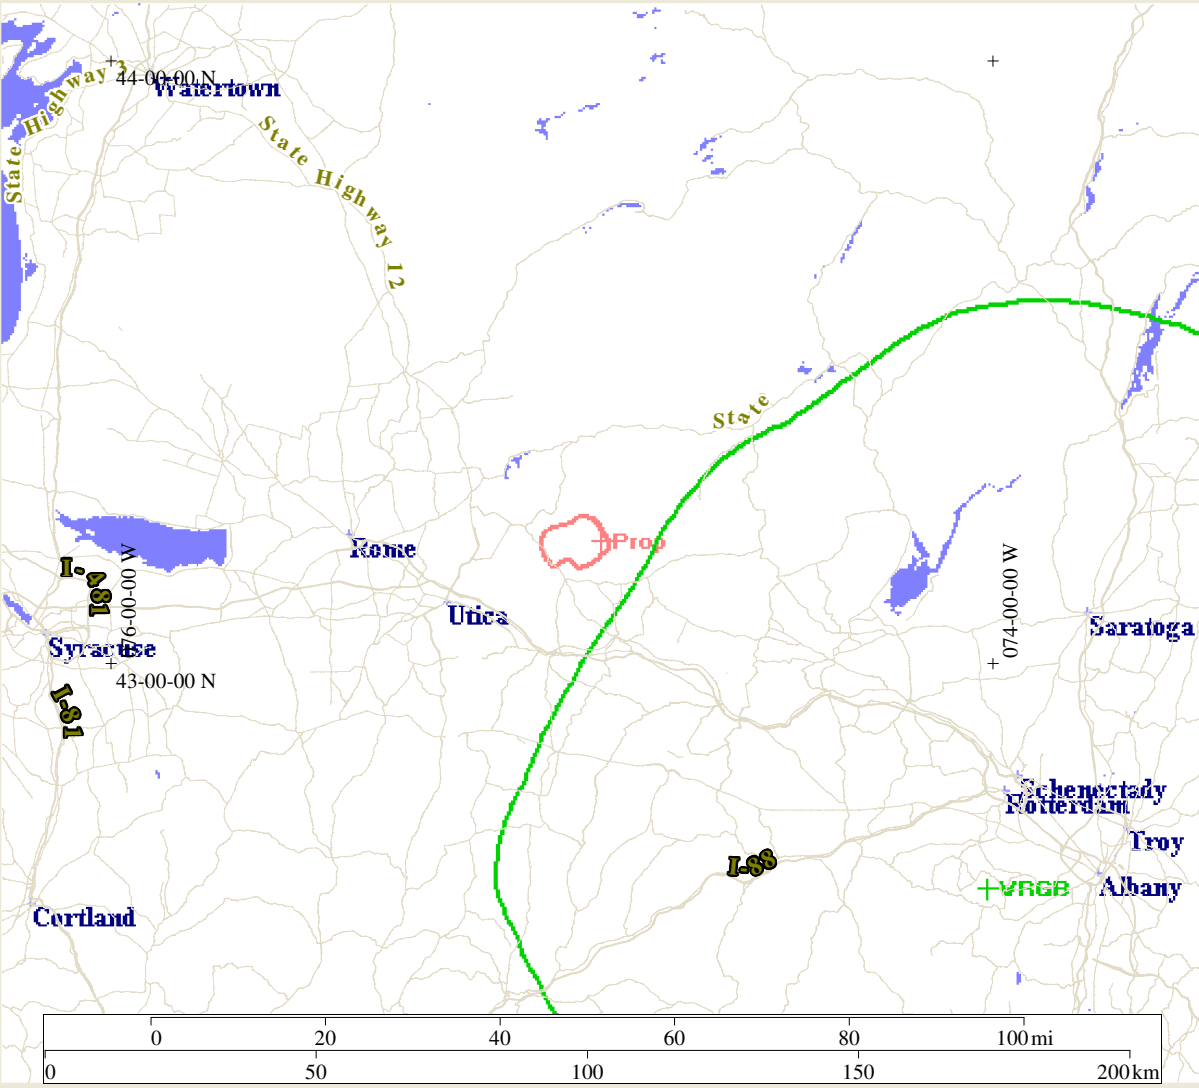 44-00-00 N
Watertown
State Highway 3
State Highway 12
State
Prop
Rome
Utica
I-481
076-00-00 W
Syracuse
43-00-00 N
I-81
074-00-00 W
Saratoga
Schenectady
Rotterdam
Troy
I-88
VRGB
Albany
Cortland
0 20 40 60 80 100 mi
0 50 100 150 200 km